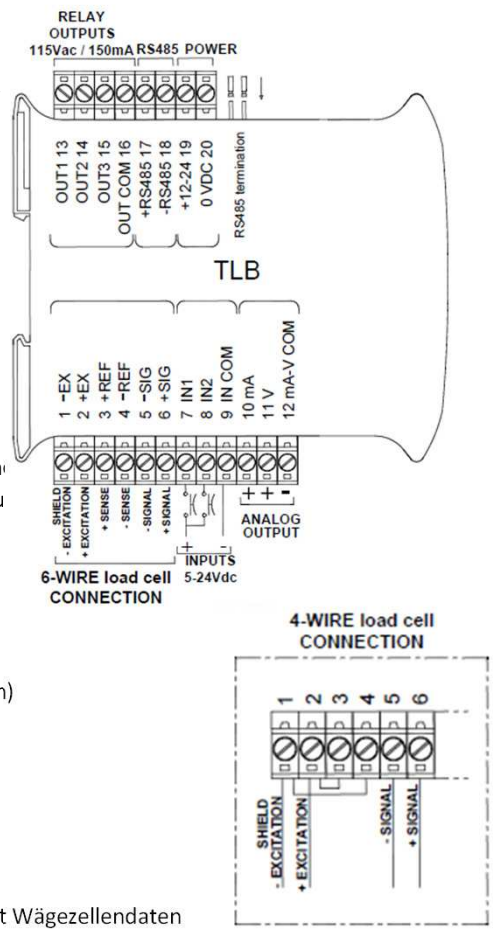 RELAY
OUTPUTS
115Vac / 150mA RS485 POWER
OUT1 13
OUT2 14
OUT3 15
OUT COM 16
+RS485 17
-RS485 18
+12-24 19
0 VDC 20
RS485 termination
TLB
1 -EX
2 +EX
3 +REF
4 -REF
5 -SIG
6 +SIG
7 IN1
8 IN2
9 IN COM
10 mA
11 V
12 mA-V COM
SHIELD
- EXCITATION
+ EXCITATION
+ SENSE
- SENSE
- SIGNAL
+ SIGNAL
+ -
+ + -
ANALOG
OUTPUT
INPUTS
5-24Vdc
6-WIRE load cell
CONNECTION
4-WIRE load cell
CONNECTION
1 2 3 4 5 6
SHIELD
- EXCITATION
+ EXCITATION
- SIGNAL
+ SIGNAL
n)
t Wägezellendaten